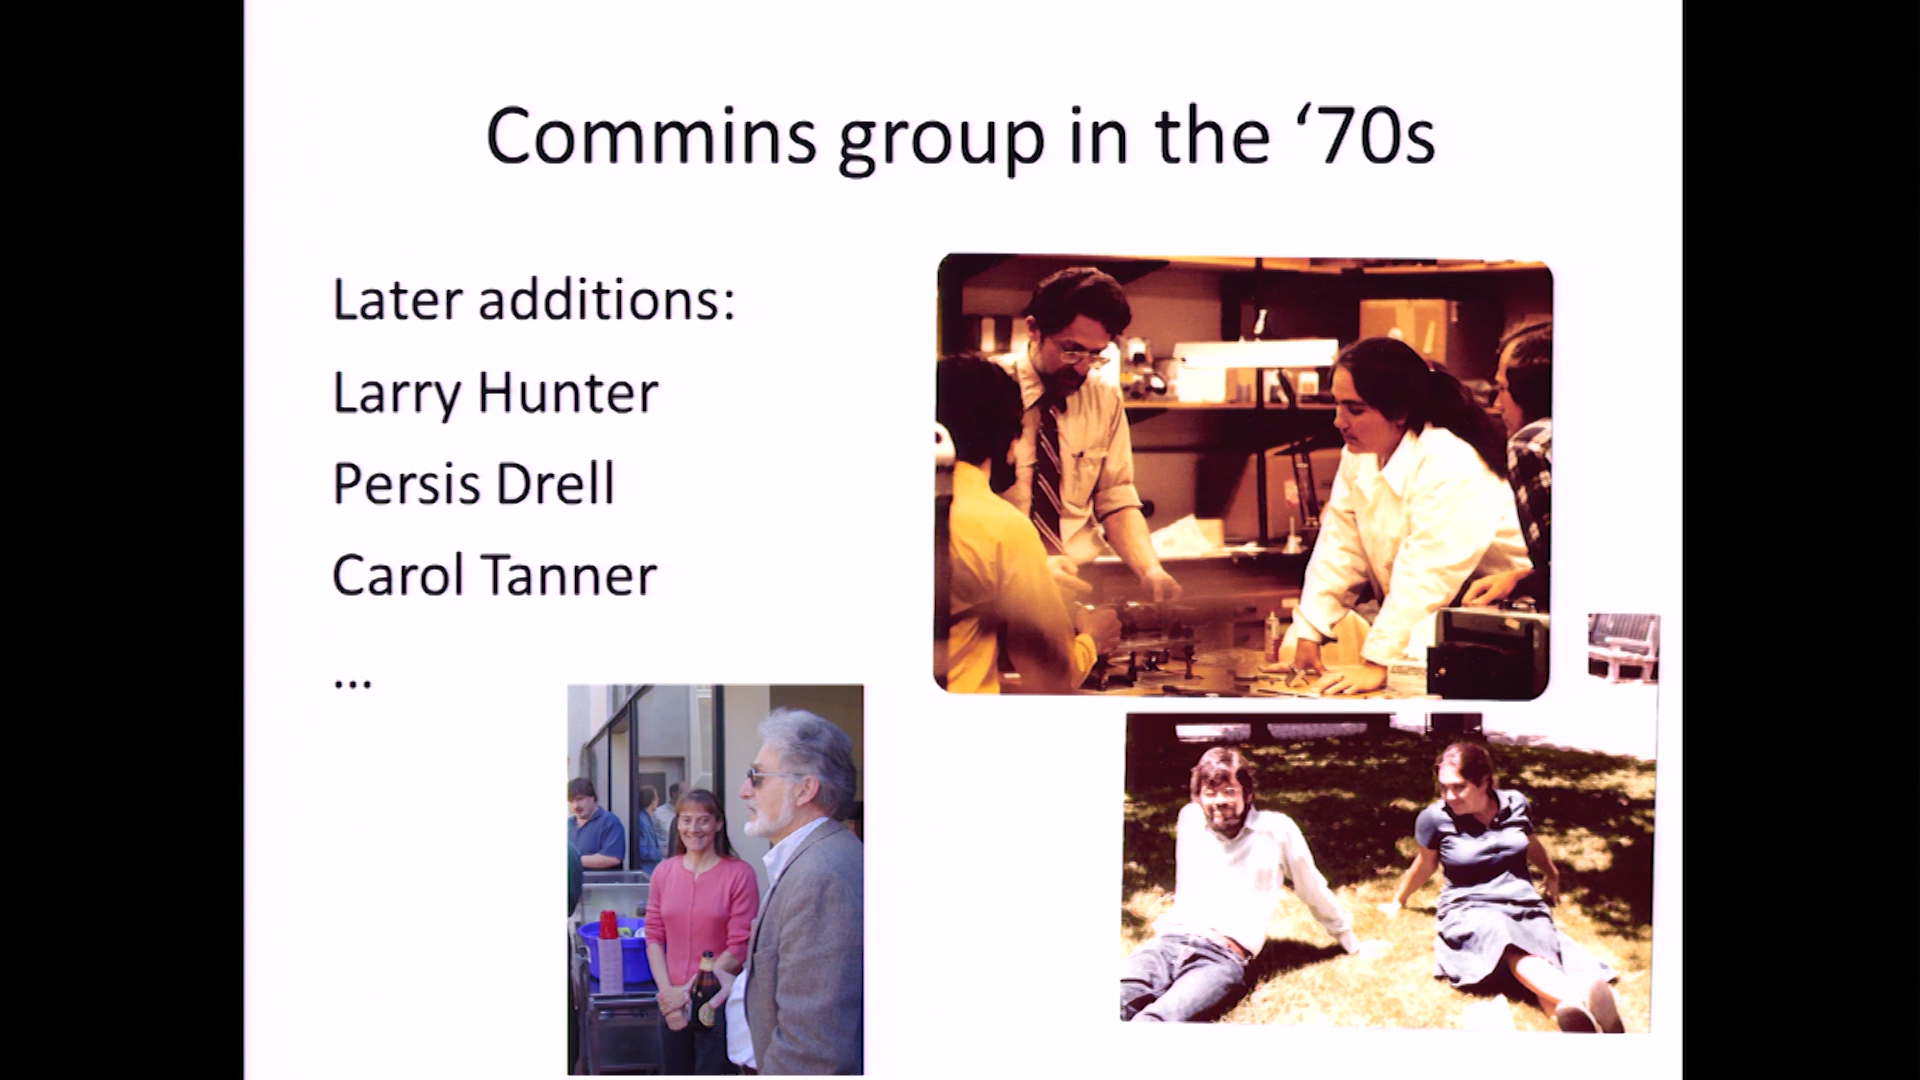 Commins group in the ‘70s
Later additions:
Larry Hunter
Persis Drell
Carol Tanner
...